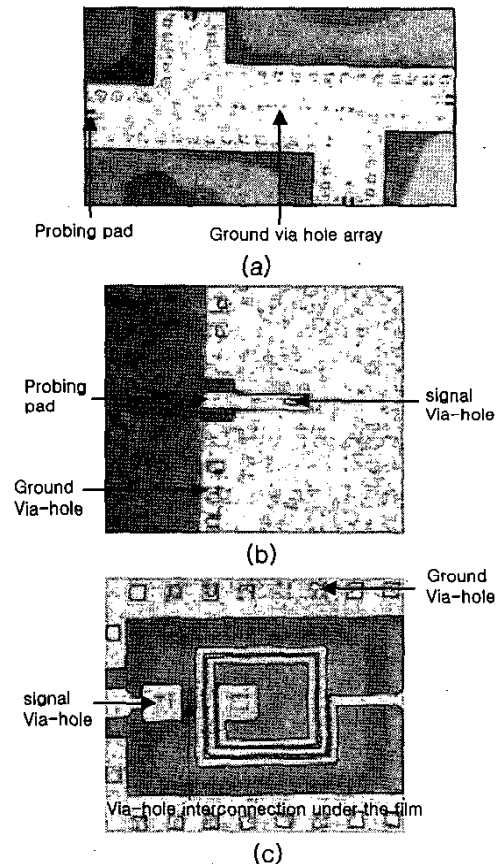 Probing pad
Ground via hole array
(a)
Probing
pad
signal
Via-hole
Ground
Via-hole
(b)
Ground
Via-hole
signal
Via-hole
Via-hole interconnection under the film
(c)